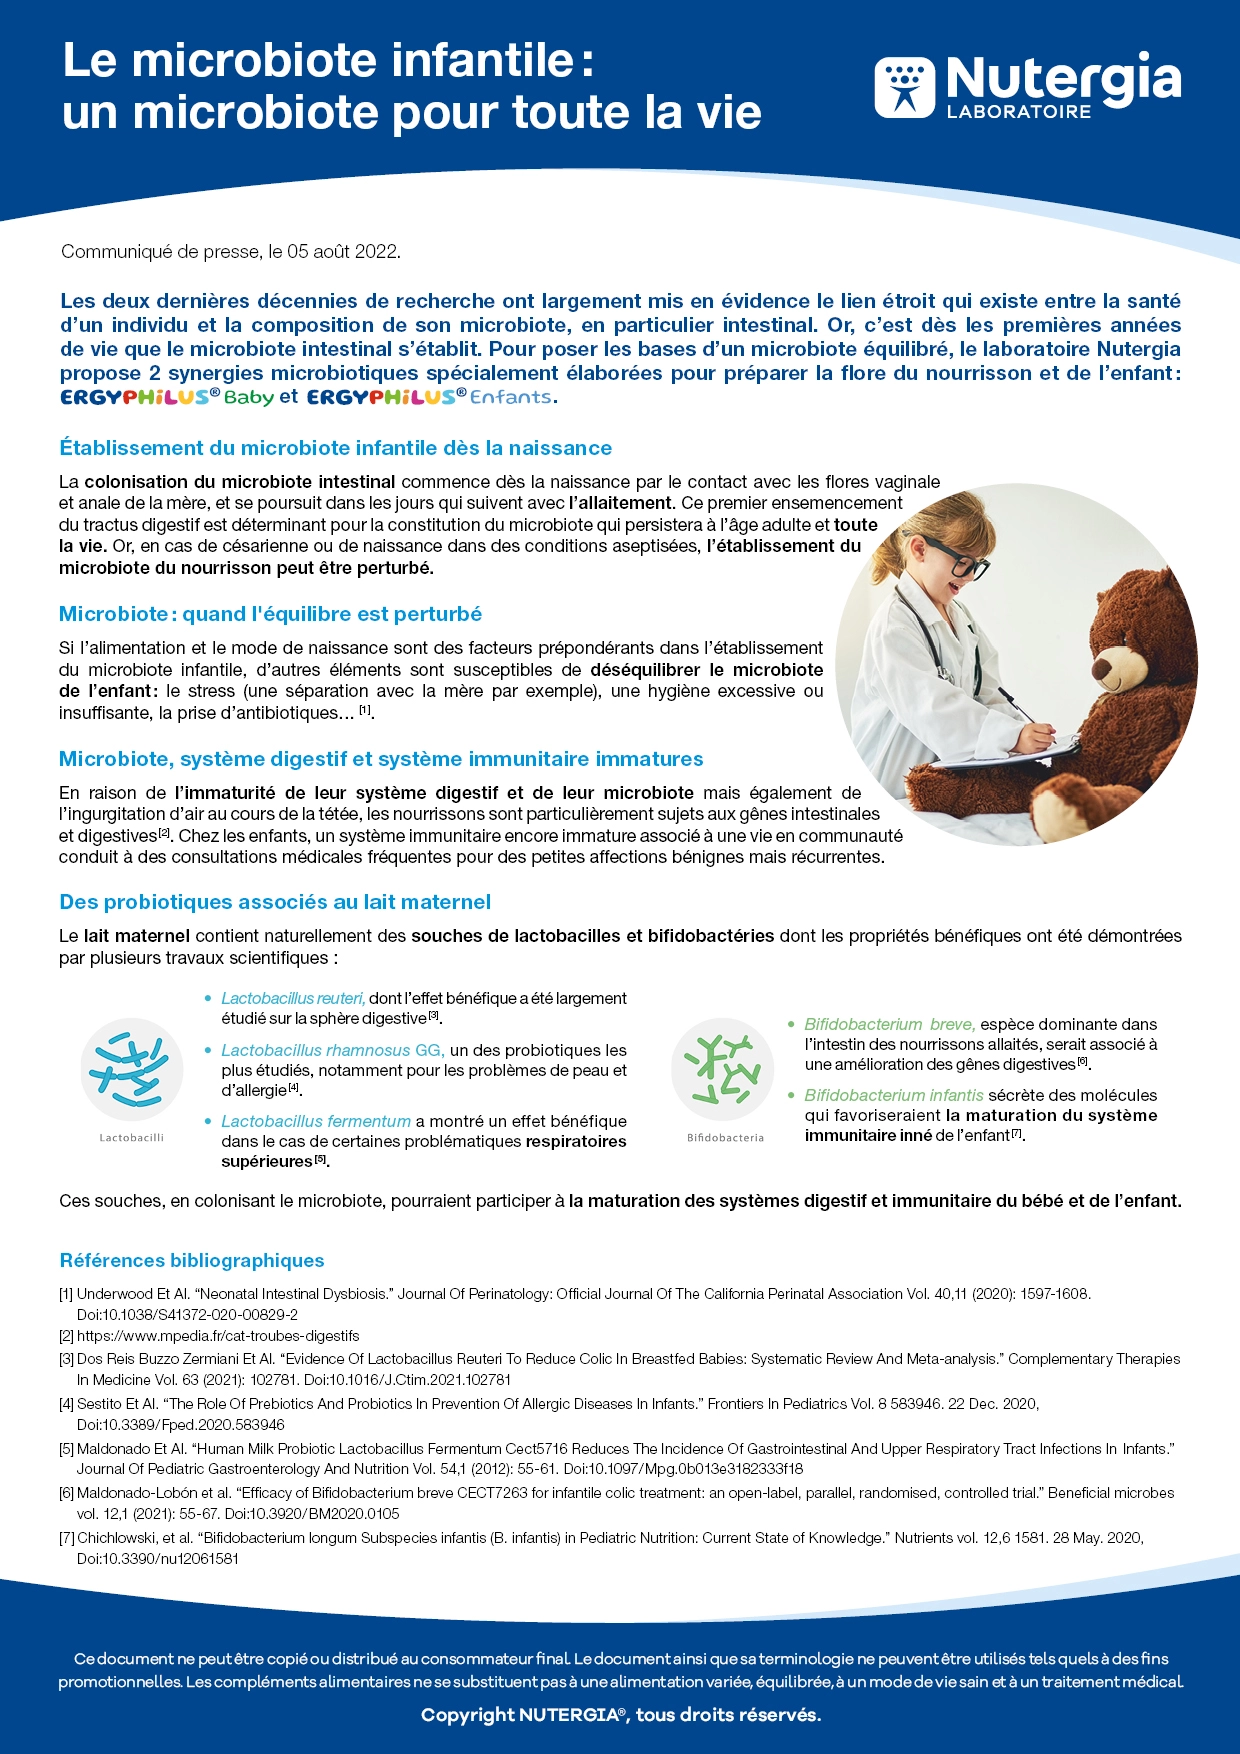 Le microbiote infantile :
un microbiote pour toute la vie
Nutergia
LABORATOIRE
Communiqué de presse, le 05 août 2022.
Les deux dernières décennies de recherche ont largement mis en évidence le lien étroit qui existe entre la santé
d’un individu et la composition de son microbiote, en particulier intestinal. Or, c’est dès les premières années
de vie que le microbiote intestinal s’établit. Pour poser les bases d’un microbiote équilibré, le laboratoire Nutergia
propose 2 synergies microbiotiques spécialement élaborées pour préparer la flore du nourrisson et de l’enfant :
ERGYPHiLUS® Baby et ERGYPHiLUS® Enfants.
Établissement du microbiote infantile dès la naissance
La colonisation du microbiote intestinal commence dès la naissance par le contact avec les flores vaginale
et anale de la mère, et se poursuit dans les jours qui suivent avec l’allaitement. Ce premier ensemencement
du tractus digestif est déterminant pour la constitution du microbiote qui persistera à l’âge adulte et toute
la vie. Or, en cas de césarienne ou de naissance dans des conditions aseptisées, l’établissement du
microbiote du nourrisson peut être perturbé.
Microbiote : quand l'équilibre est perturbé
Si l’alimentation et le mode de naissance sont des facteurs prépondérants dans l’établissement
du microbiote infantile, d’autres éléments sont susceptibles de déséquilibrer le microbiote
de l’enfant : le stress (une séparation avec la mère par exemple), une hygiène excessive ou
insuffisante, la prise d’antibiotiques… [1].
Microbiote, système digestif et système immunitaire immatures
En raison de l’immaturité de leur système digestif et de leur microbiote mais également de
l’ingurgitation d’air au cours de la tétée, les nourrissons sont particulièrement sujets aux gênes intestinales
et digestives [2]. Chez les enfants, un système immunitaire encore immature associé à une vie en communauté
conduit à des consultations médicales fréquentes pour des petites affections bénignes mais récurrentes.
Des probiotiques associés au lait maternel
Le lait maternel contient naturellement des souches de lactobacilles et bifidobactéries dont les propriétés bénéfiques ont été démontrées
par plusieurs travaux scientifiques :
• Lactobacillus reuteri, dont l’effet bénéfique a été largement
étudié sur la sphère digestive [3].
• Lactobacillus rhamnosus GG, un des probiotiques les
plus étudiés, notamment pour les problèmes de peau et
d’allergie [4].
• Lactobacillus fermentum a montré un effet bénéfique
dans le cas de certaines problématiques respiratoires
supérieures [5].
Lactobacilli
• Bifidobacterium breve, espèce dominante dans
l’intestin des nourrissons allaités, serait associé à
une amélioration des gênes digestives [6].
• Bifidobacterium infantis sécrète des molécules
qui favoriseraient la maturation du système
immunitaire inné de l’enfant [7].
Bifidobacteria
Ces souches, en colonisant le microbiote, pourraient participer à la maturation des systèmes digestif et immunitaire du bébé et de l’enfant.
Références bibliographiques
[1] Underwood Et Al. “Neonatal Intestinal Dysbiosis.” Journal Of Perinatology: Official Journal Of The California Perinatal Association Vol. 40,11 (2020): 1597-1608.
Doi:10.1038/S41372-020-00829-2
[2] https://www.mpedia.fr/cat-troubes-digestifs
[3] Dos Reis Buzzo Zermiani Et Al. “Evidence Of Lactobacillus Reuteri To Reduce Colic In Breastfed Babies: Systematic Review And Meta-analysis.” Complementary Therapies
In Medicine Vol. 63 (2021): 102781. Doi:10.1016/J.Ctim.2021.102781
[4] Sestito Et Al. “The Role Of Prebiotics And Probiotics In Prevention Of Allergic Diseases In Infants.” Frontiers In Pediatrics Vol. 8 583946. 22 Dec. 2020,
Doi:10.3389/Fped.2020.583946
[5] Maldonado Et Al. “Human Milk Probiotic Lactobacillus Fermentum Cect5716 Reduces The Incidence Of Gastrointestinal And Upper Respiratory Tract Infections In Infants.”
Journal Of Pediatric Gastroenterology And Nutrition Vol. 54,1 (2012): 55-61. Doi:10.1097/Mpg.0b013e3182333f18
[6] Maldonado-Lobón et al. “Efficacy of Bifidobacterium breve CECT7263 for infantile colic treatment: an open-label, parallel, randomised, controlled trial.” Beneficial microbes
vol. 12,1 (2021): 55-67. Doi:10.3920/BM2020.0105
[7] Chichlowski, et al. “Bifidobacterium longum Subspecies infantis (B. infantis) in Pediatric Nutrition: Current State of Knowledge.” Nutrients vol. 12,6 1581. 28 May. 2020,
Doi:10.3390/nu12061581
Ce document ne peut être copié ou distribué au consommateur final. Le document ainsi que sa terminologie ne peuvent être utilisés tels quels à des fins
promotionnelles. Les compléments alimentaires ne se substituent pas à une alimentation variée, équilibrée, à un mode de vie sain et à un traitement médical.
Copyright NUTERGIA®, tous droits réservés.